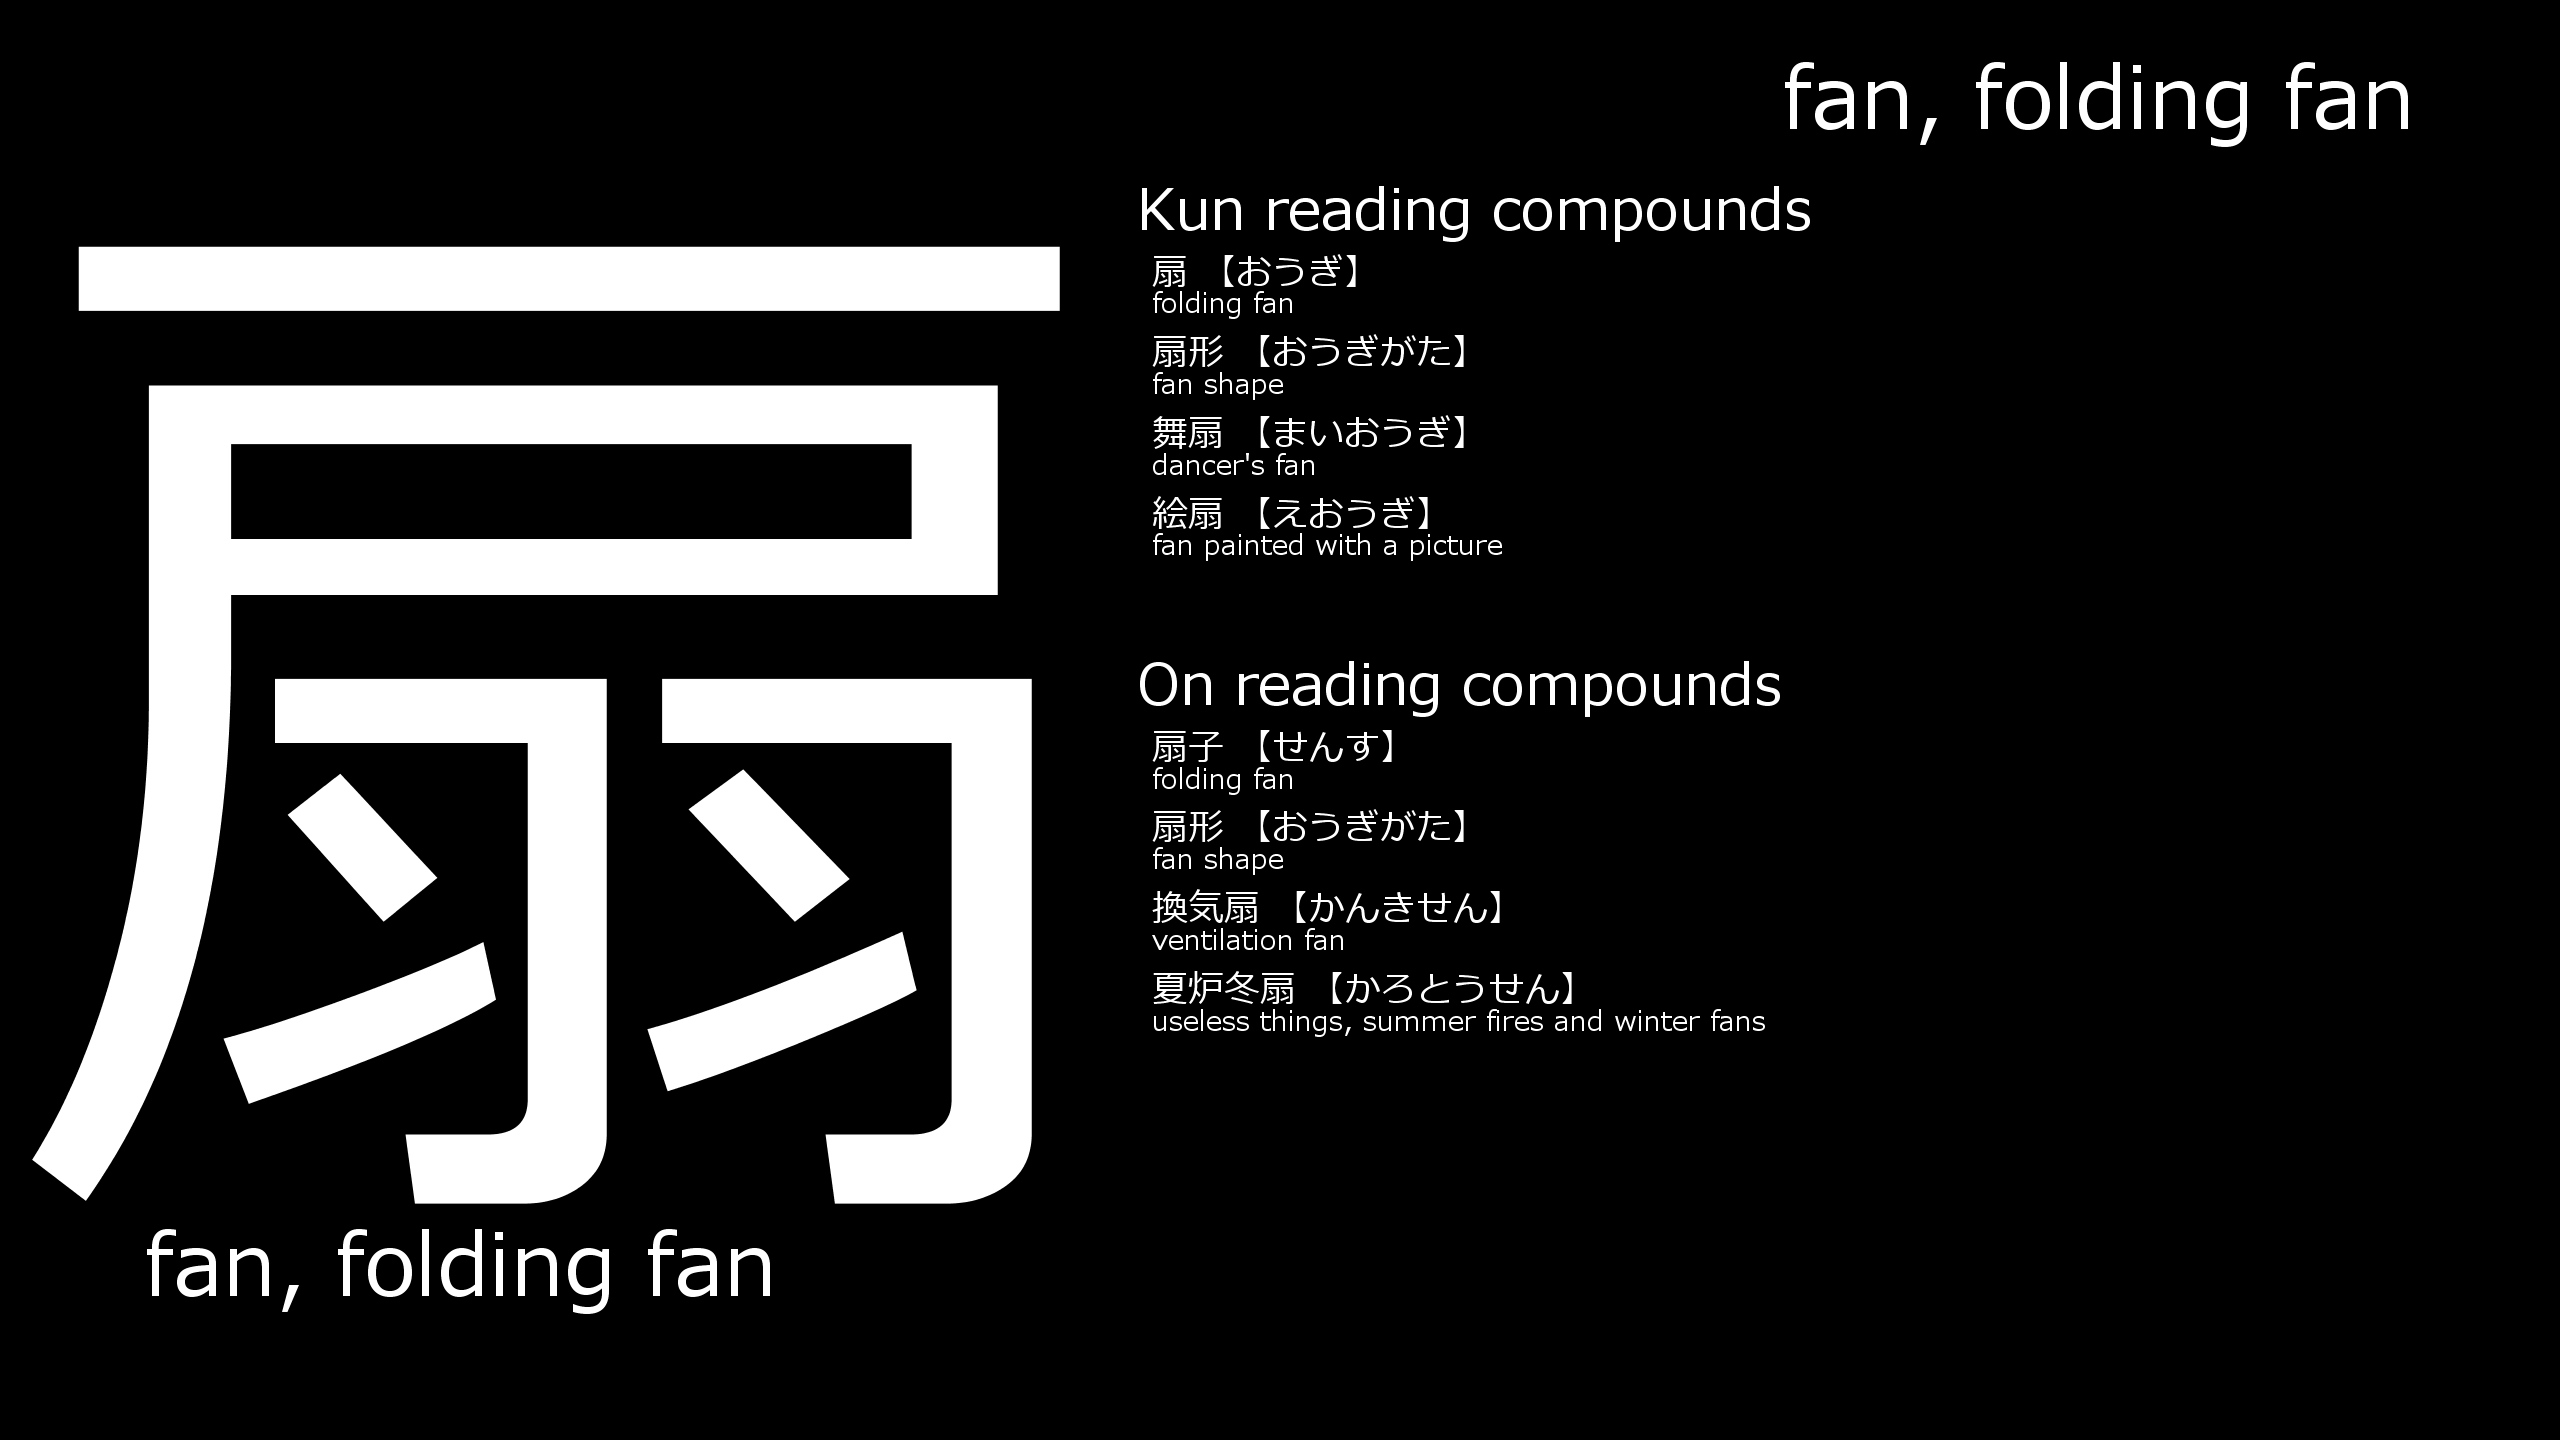 fan, folding fan
扇
fan, folding fan
Kun reading compounds
扇 【おうぎ】
folding fan
扇形 【おうぎがた】
fan shape
舞扇 【まいおうぎ】
dancer's fan
絵扇 【えおうぎ】
fan painted with a picture
On reading compounds
扇子 【せんす】
folding fan
扇形 【おうぎがた】
fan shape
換気扇 【かんきせん】
ventilation fan
夏炉冬扇 【かろとうせん】
useless things, summer fires and winter fans